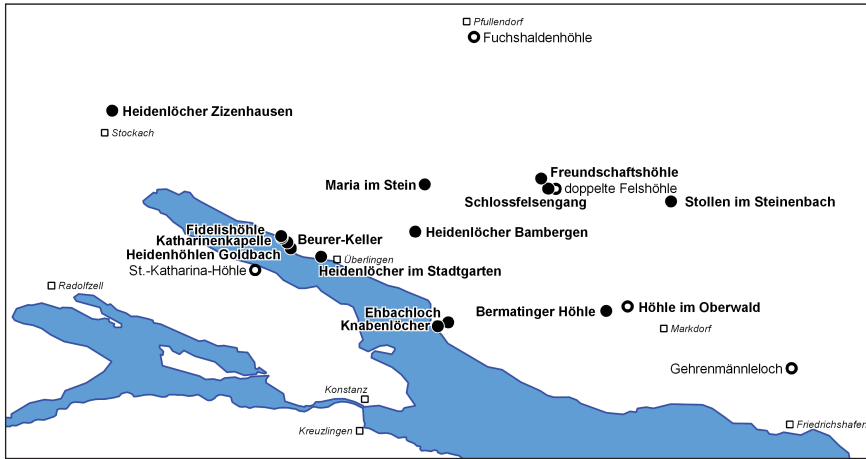 Pfullendorf
Fuchshaldenhöhle
Heidenlöcher Zizenhausen
Stockach
Freundschaftshöhle
Maria im Stein
doppelte Felshöhle
Schlossfelsengang
Stollen im Steinenbach
Fidelishöhle
Heidenlöcher Bambergen
Katharinenkapelle
Beurer-Keller
Heidenhöhlen Goldbach
Überlingen
St.-Katharina-Höhle
Heidenlöcher im Stadtgarten
Radolfzell
Ehbachloch
Bermatinger Höhle
Höhle im Oberwald
Knabenlöcher
Markdorf
Gehrenmännleloch
Konstanz
Friedrichshafen
Kreuzlingen